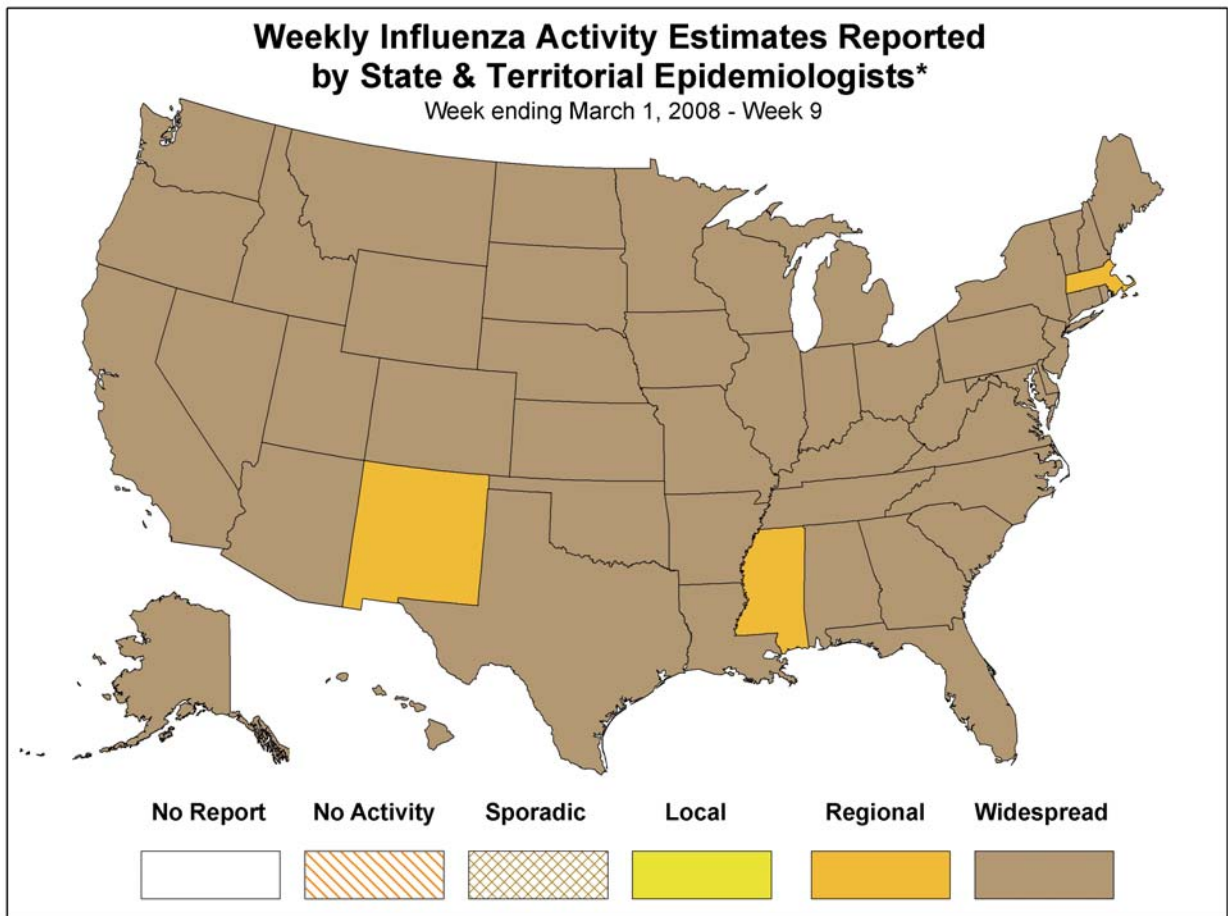 Weekly Influenza Activity Estimates Reported
by State & Territorial Epidemiologists*
Week ending March 1, 2008 - Week 9
No Report No Activity Sporadic Local Regional Widespread